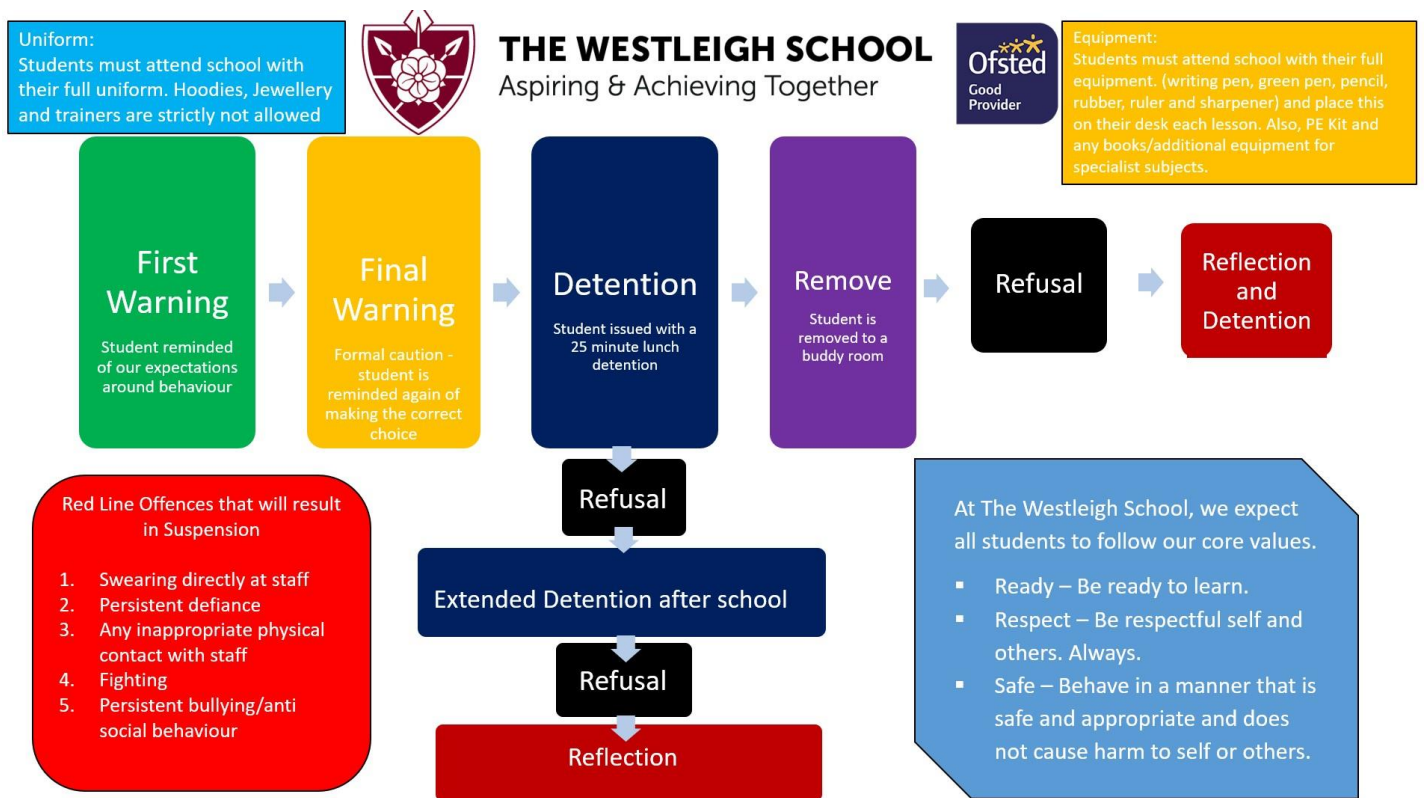 Uniform:
Students must attend school with
their full uniform. Hoodies, Jewellery
and trainers are strictly not allowed
THE WESTLEIGH SCHOOL
Aspiring & Achieving Together
Ofsted
Good
Provider
Equipment:
Students must attend school with their full
equipment. (writing pen, green pen, pencil,
rubber, ruler and sharpener) and place this
on their desk each lesson. Also, PE Kit and
any books/additional equipment for
specialist subjects.
First
Warning
Student reminded
of our expectations
around behaviour
Final
Warning
Formal caution -
student is
reminded again of
making the correct
choice
Detention
Student issued with a
25 minute lunch
detention
Remove
Student is
removed to a
buddy room
Refusal
Reflection
and
Detention
Refusal
Extended Detention after school
Refusal
Reflection
Red Line Offences that will result
in Suspension
1. Swearing directly at staff
2. Persistent defiance
3. Any inappropriate physical
contact with staff
4. Fighting
5. Persistent bullying/anti
social behaviour
At The Westleigh School, we expect
all students to follow our core values.
▪ Ready – Be ready to learn.
▪ Respect – Be respectful self and
others. Always.
▪ Safe – Behave in a manner that is
safe and appropriate and does
not cause harm to self or others.